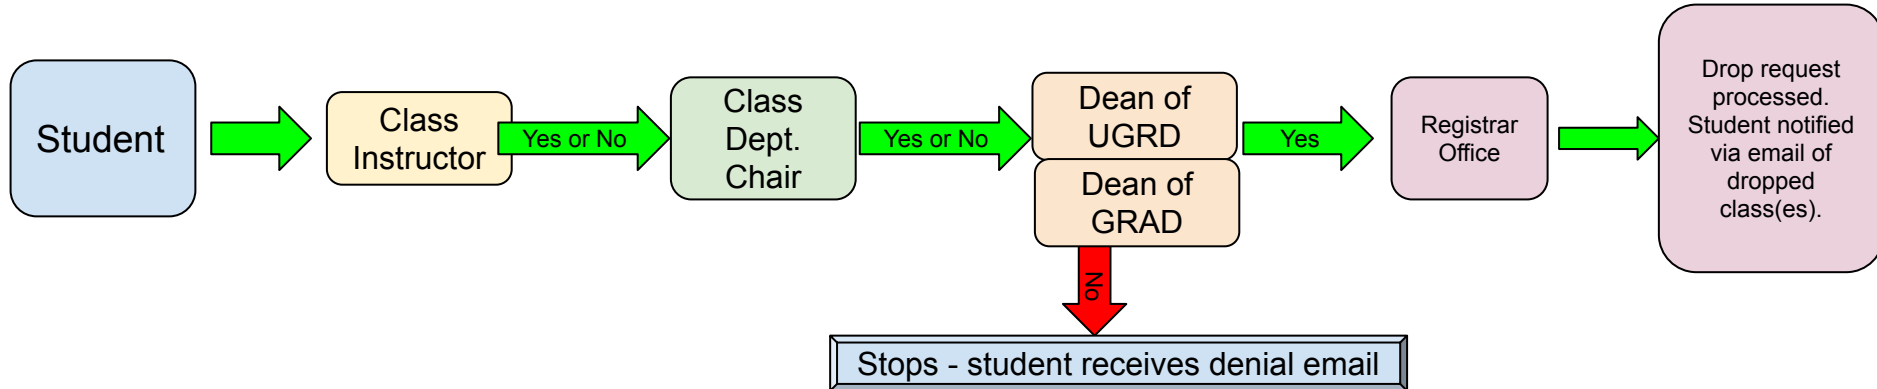 Student
Class
Instructor
Yes or No
Class
Dept.
Chair
Yes or No
Dean of
UGRD
Dean of
GRAD
Yes
No
Registrar
Office
Drop request
processed.
Student notified
via email of
dropped
class(es).
Stops - student receives denial email